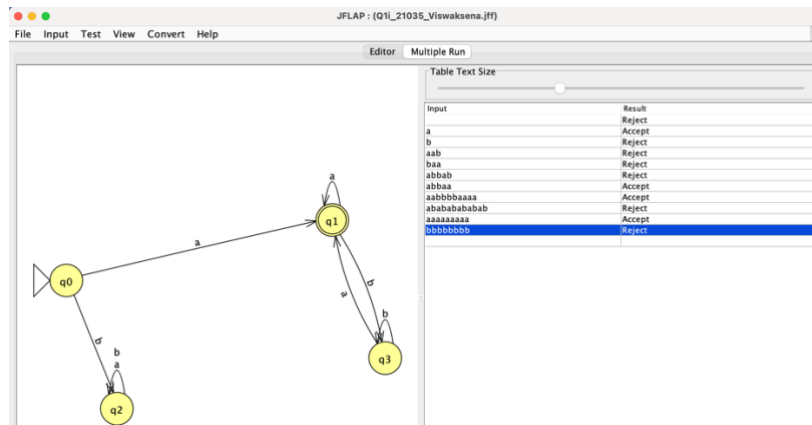 JFLAP : (Q1i_21035_Viswaksena.jff)
File Input Test View Convert Help
Editor Multiple Run
Table Text Size
Input Result
Reject
a Accept
b Reject
aab Reject
baa Reject
abbab Reject
abbaa Accept
aabbbbaaaa Accept
abababababab Reject
aaaaaaaaa Accept
bbbbbbbb Reject
a
q1
a
q0
b
a
b
b
q3
b
a
q2